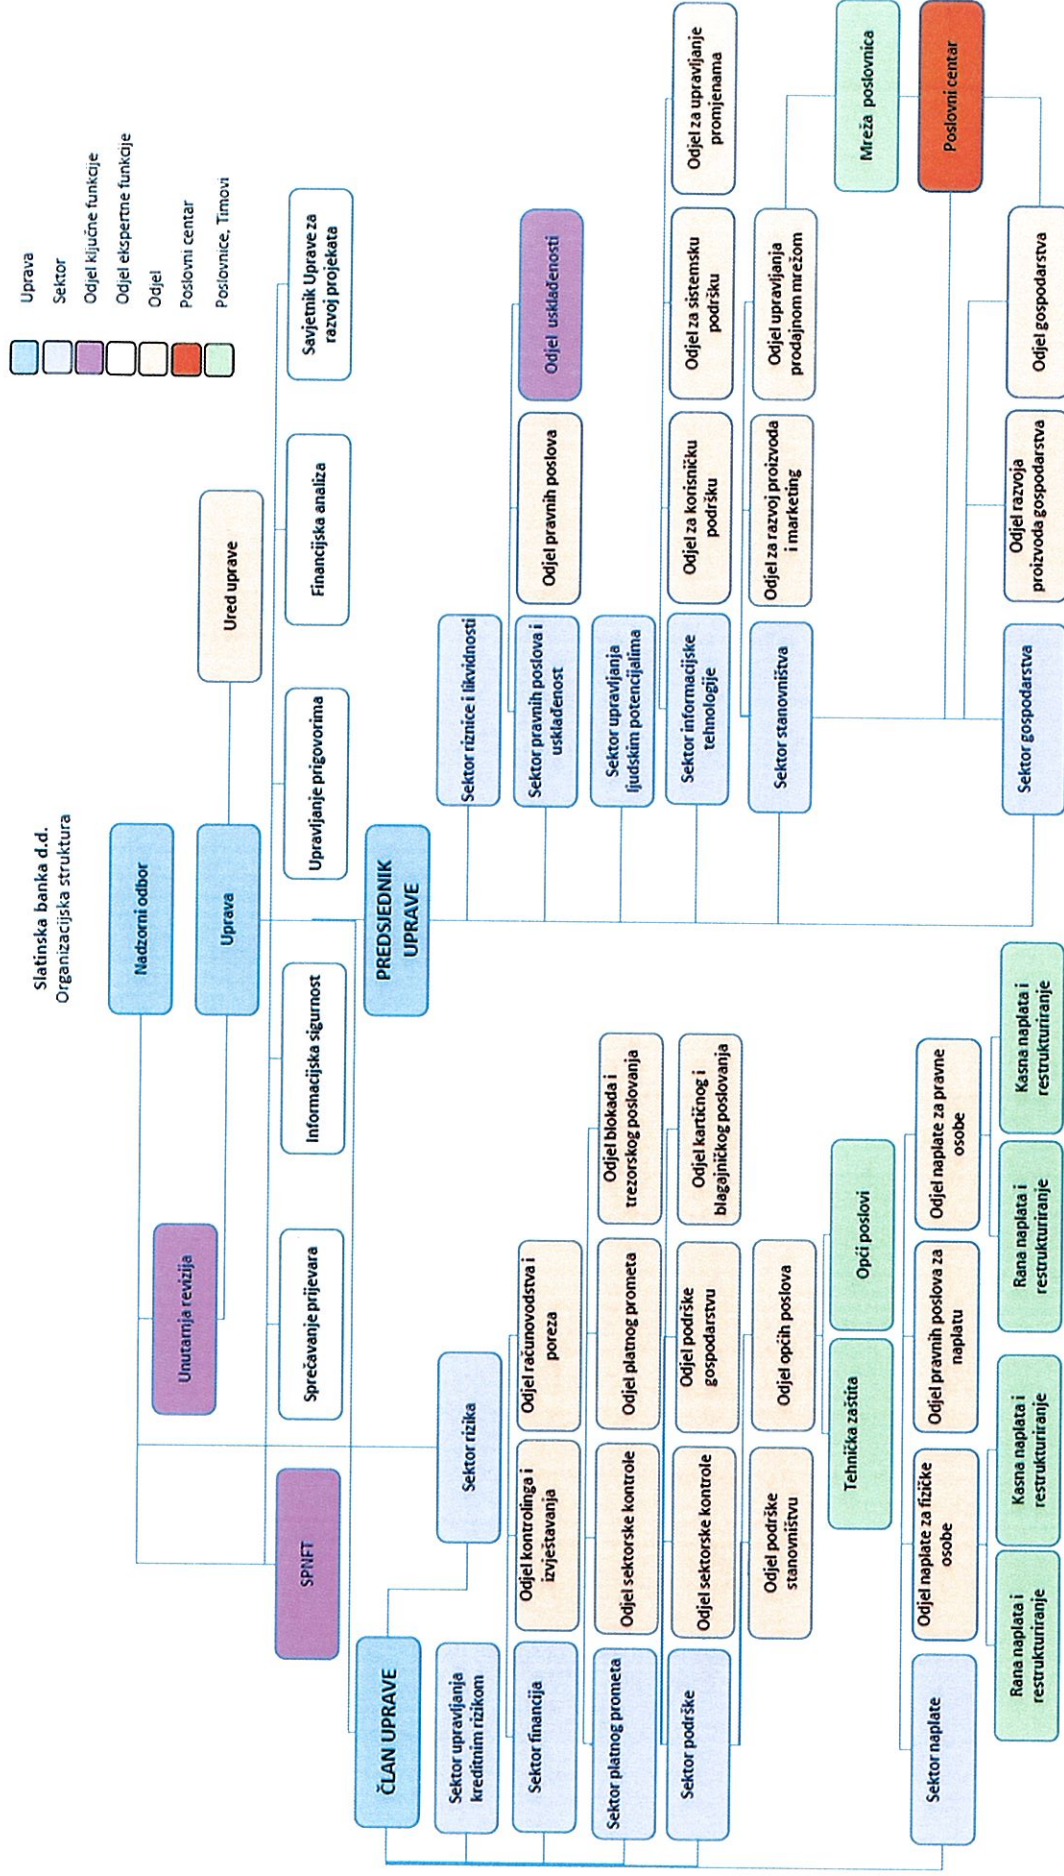 Slatinska banka d.d.
Organizacijska struktura
Uprava
Sektor
Odjel ključne funkcije
Odjel ekspertne funkcije
Odjel
Poslovni centar
Poslovnice, Timovi
Nadzorni odbor
Unutarnja revizija
Uprava
Ured uprave
SPNFT
Sprečavanje prijevara
Informacijska sigurnost
Upravljanje prigovorima
Financijska analiza
Savjetnik Uprave za
razvoj projekata
ČLAN UPRAVE
PREDSJEDNIK
UPRAVE
Sektor upravljanja
kreditnim rizikom
Sektor rizika
Sektor riznice i likvidnosti
Sektor financija
Odjel kontrolinga i
izvještavanja
Odjel računovodstva i
poreza
Sektor pravnih poslova i
usklađenost
Odjel pravnih poslova
Odjel usklađenosti
Sektor platnog prometa
Odjel sektorske kontrole
Odjel platnog prometa
Odjel blokada i
trezorskog poslovanja
Sektor upravljanja
ljudskim potencijalima
Sektor podrške
Odjel sektorske kontrole
Odjel podrške
gospodarstvu
Odjel kartičnog i
blagajničkog poslovanja
Sektor informacijske
tehnologije
Odjel za korisničku
podršku
Odjel za sistemsku
podršku
Odjel za upravljanje
promjenama
Odjel podrške
stanovništvu
Odjel općih poslova
Sektor stanovništva
Odjel za razvoj proizvoda
i marketing
Odjel upravljanja
prodajnom mrežom
Tehnička zaštita
Opći poslovi
Mreža poslovnica
Sektor naplate
Odjel naplate za fizičke
osobe
Odjel pravnih poslova za
naplatu
Odjel naplate za pravne
osobe
Poslovni centar
Rana naplata i
restrukturiranje
Kasna naplata i
restrukturiranje
Rana naplata i
restrukturiranje
Kasna naplata i
restrukturiranje
Sektor gospodarstva
Odjel razvoja
proizvoda gospodarstva
Odjel gospodarstva